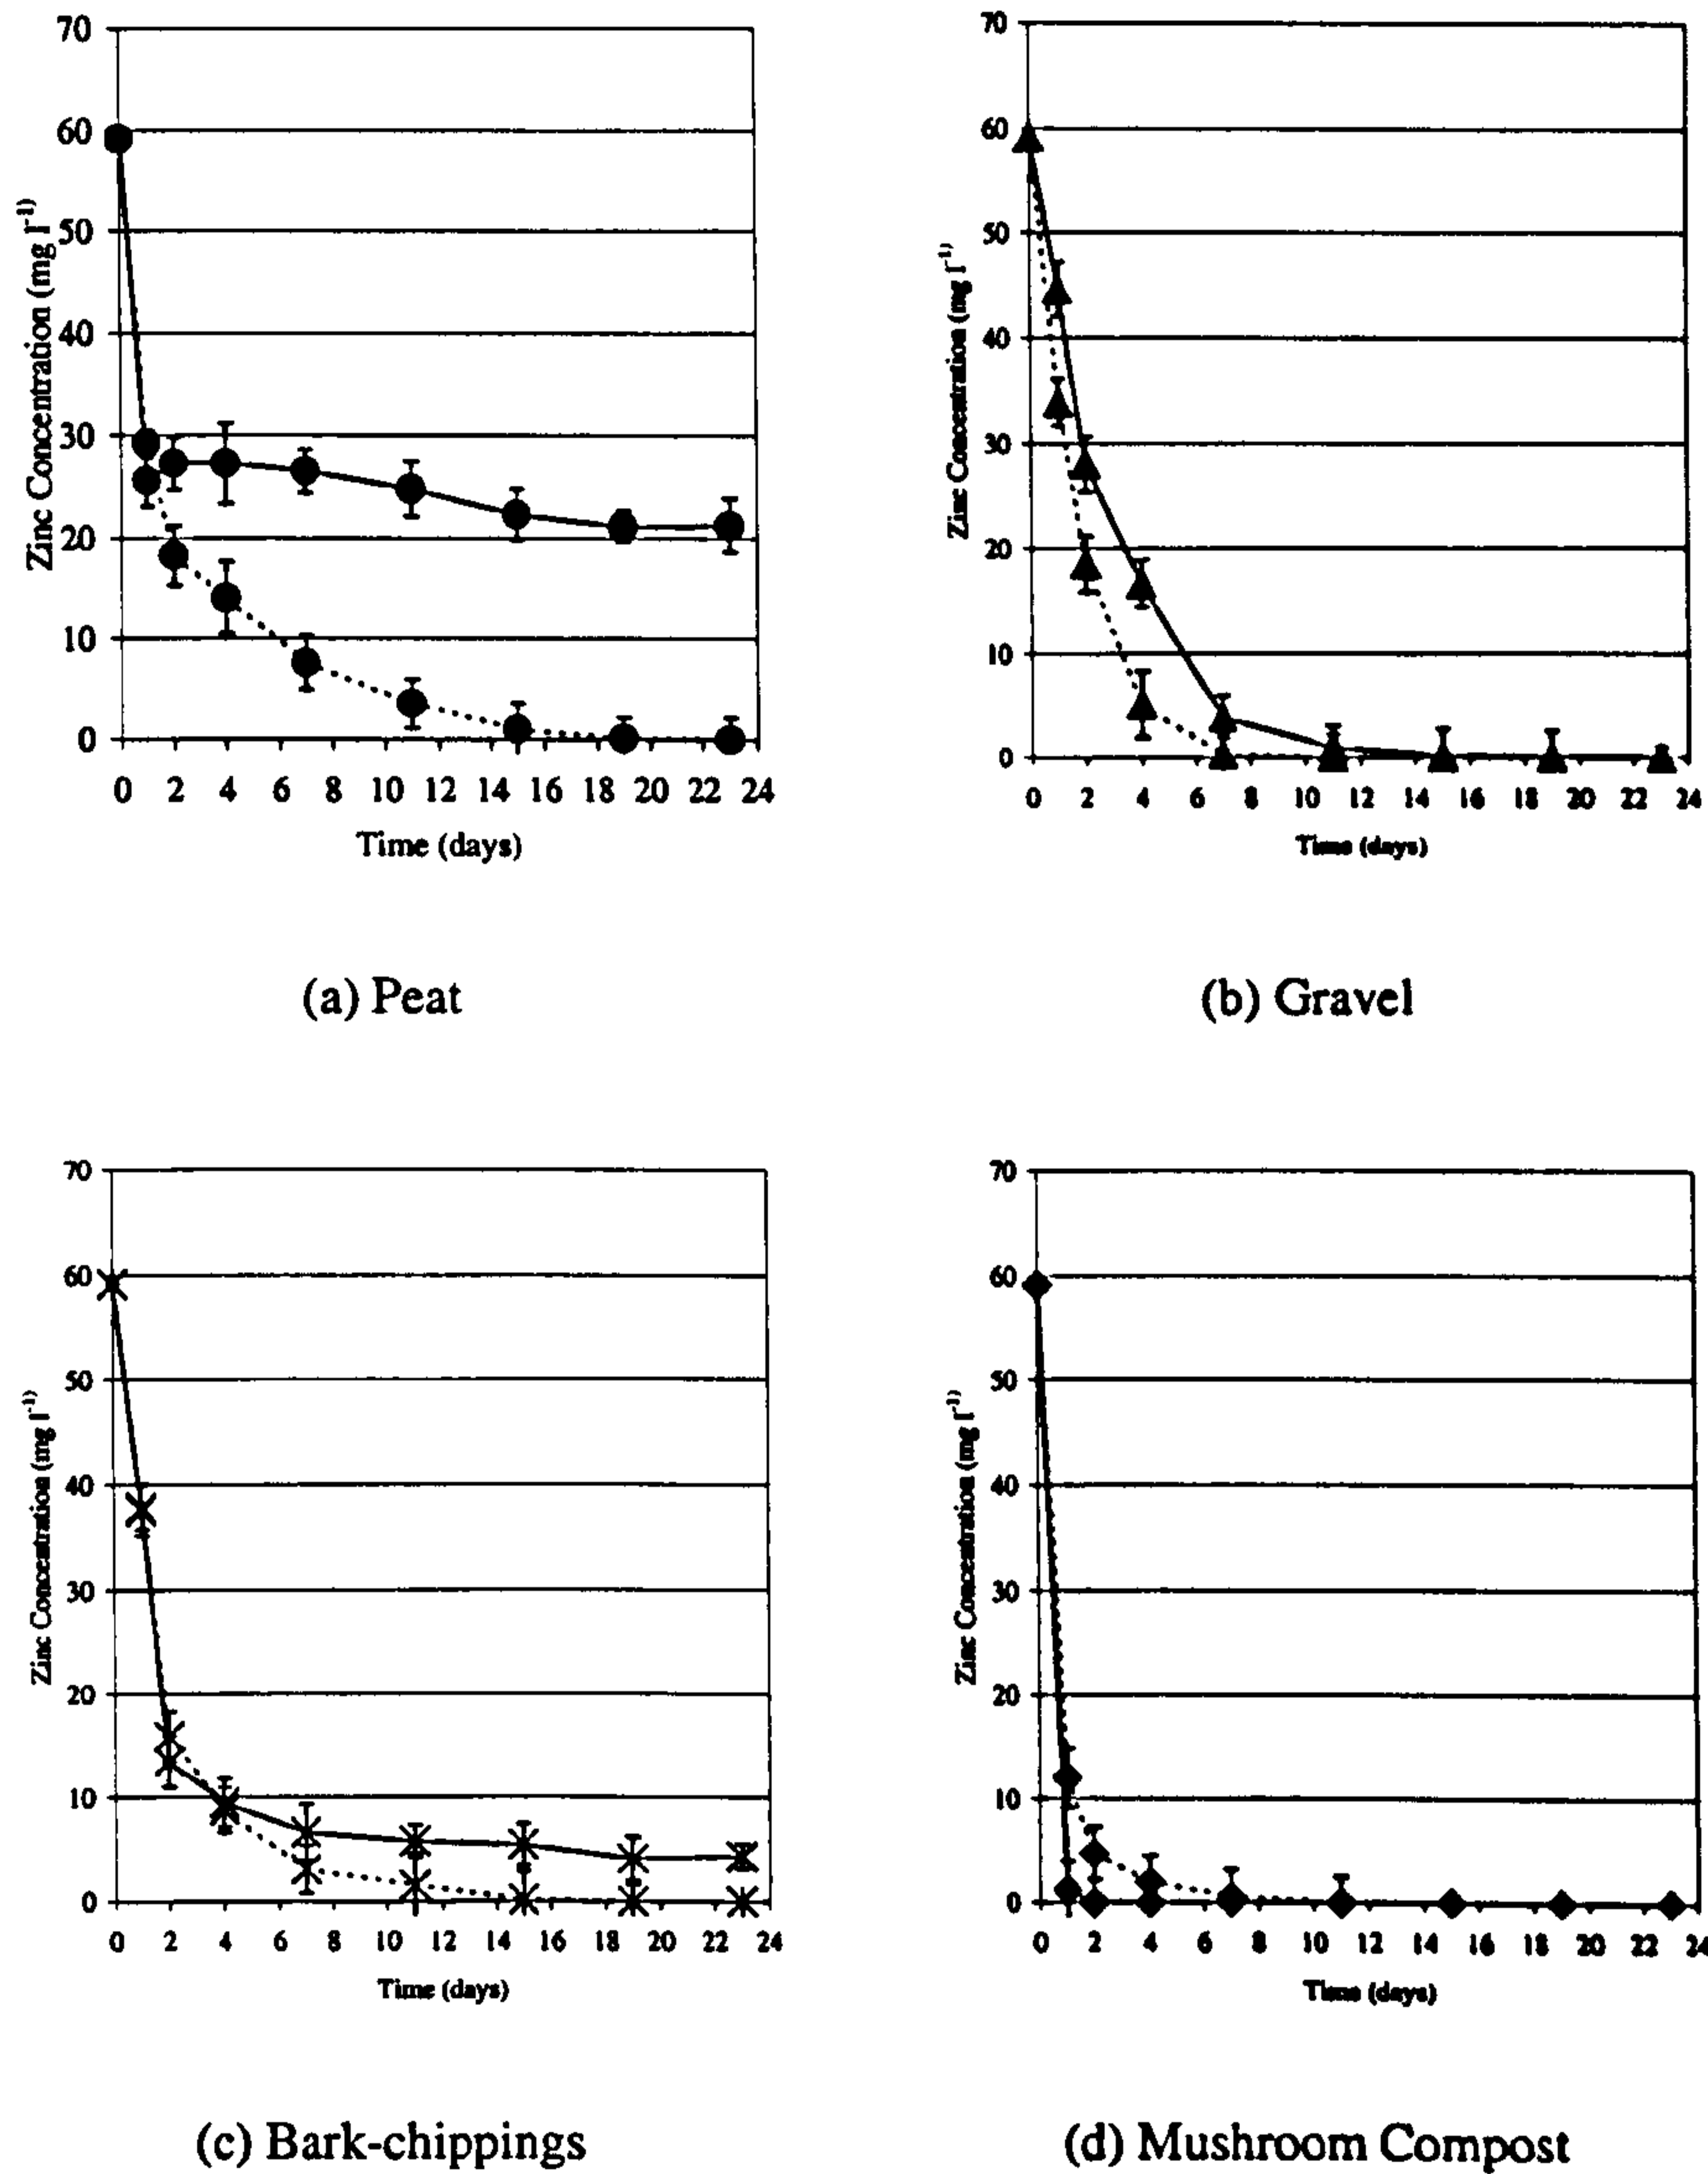 70
60
50
40
30
20
10
0
Zinc Concentration (mg l⁻¹)
0 2 4 6 8 10 12 14 16 18 20 22 24
Time (days)
(a) Peat
70
60
50
40
30
20
10
0
Zinc Concentration (mg l⁻¹)
0 2 4 6 8 10 12 14 16 18 20 22 24
Time (days)
(b) Gravel
70
60
50
40
30
20
10
0
Zinc Concentration (mg l⁻¹)
0 2 4 6 8 10 12 14 16 18 20 22 24
Time (days)
(c) Bark-chippings
70
60
50
40
30
20
10
0
Zinc Concentration (mg l⁻¹)
0 2 4 6 8 10 12 14 16 18 20 22 24
Time (days)
(d) Mushroom Compost